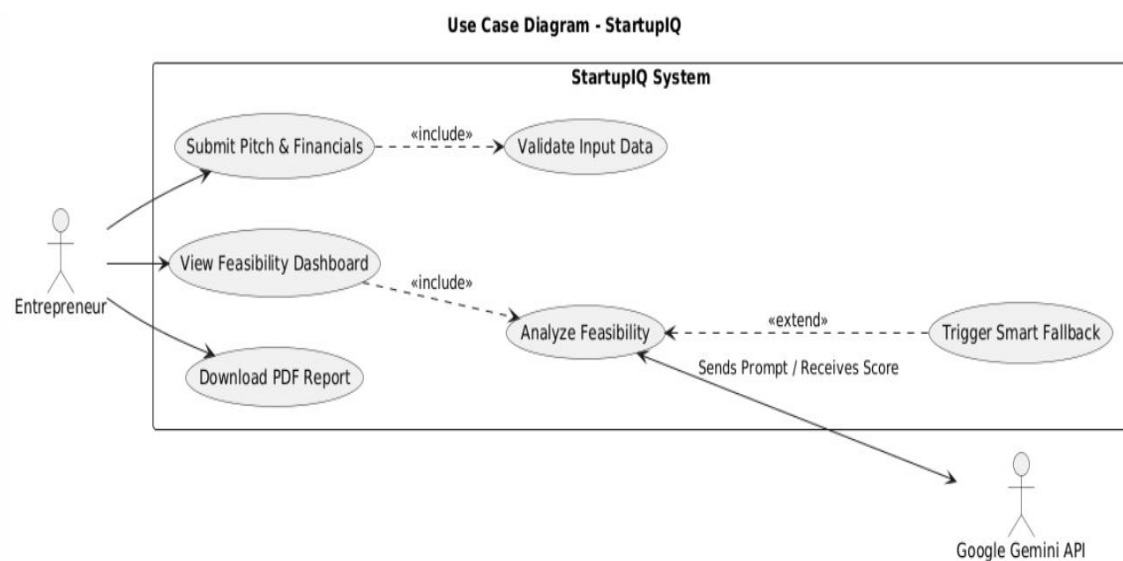 Use Case Diagram - StartupIQ
StartupIQ System
Submit Pitch & Financials
«include»
Validate Input Data
View Feasibility Dashboard
«include»
Entrepreneur
Analyze Feasibility
«extend»
Trigger Smart Fallback
Download PDF Report
Sends Prompt / Receives Score
Google Gemini API